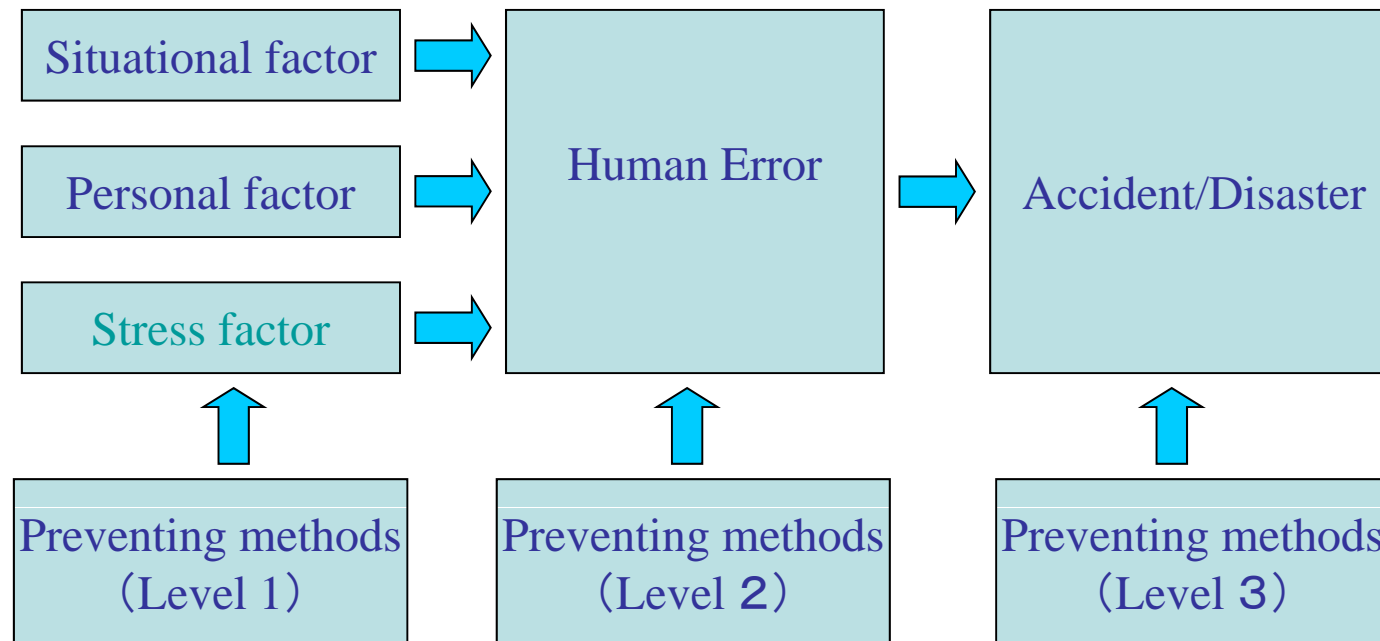 Situational factor
Personal factor
Stress factor
Human Error
Accident/Disaster
Preventing methods
（Level 1）
Preventing methods
（Level ２）
Preventing methods
（Level ３）